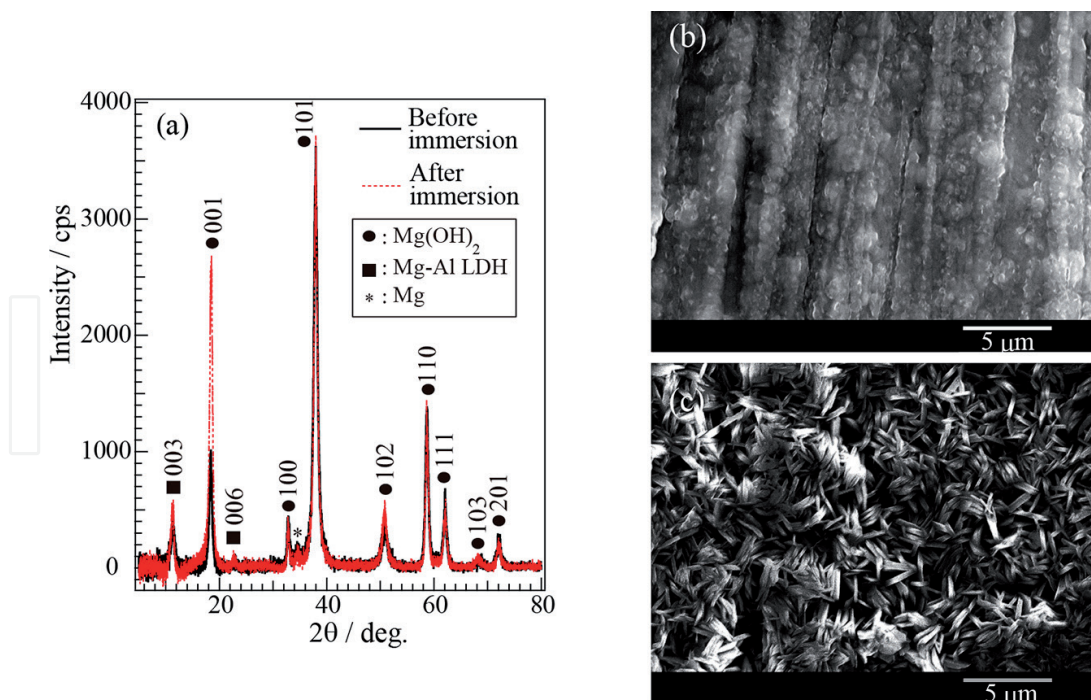 (a)
4000
3000
2000
1000
0
Intensity / cps
20
40
60
80
2θ / deg.
Before
immersion
After
immersion
● : Mg(OH)₂
■ : Mg-Al LDH
* : Mg
■ 003
● 001
■ 006
● 100
*
● 101
● 102
● 110
● 111
● 103
● 201
(b)
5 μm
(c)
5 μm